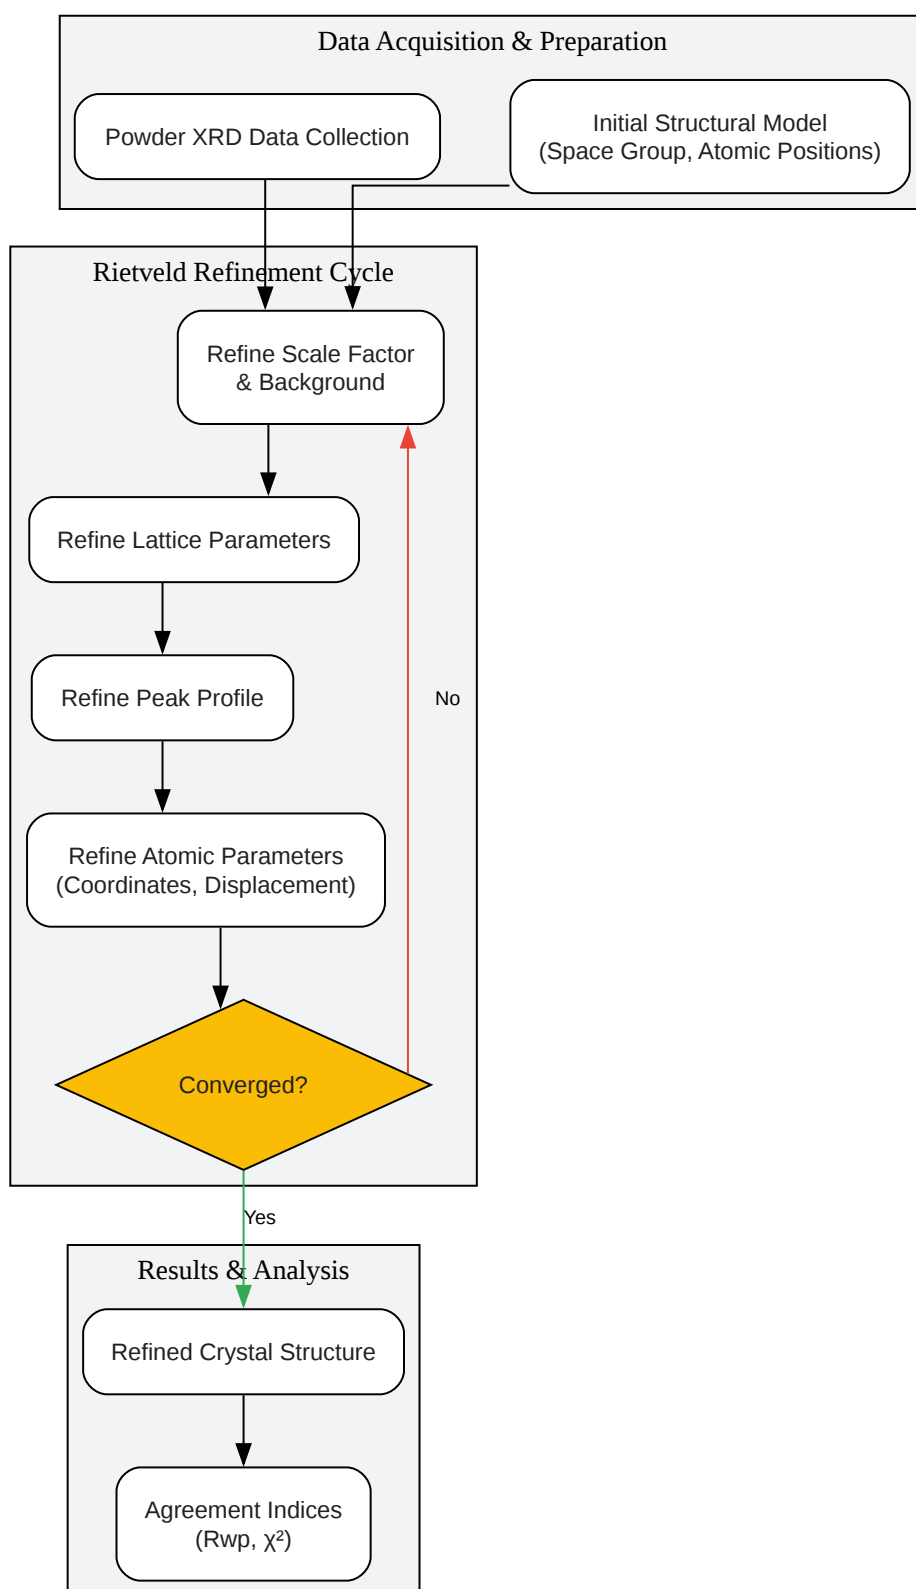 Data Acquisition & Preparation
Powder XRD Data Collection
Initial Structural Model
(Space Group, Atomic Positions)
Rietveld Refinement Cycle
Refine Scale Factor
& Background
Refine Lattice Parameters
Refine Peak Profile
No
Refine Atomic Parameters
(Coordinates, Displacement)
Converged?
Yes
Results & Analysis
Refined Crystal Structure
Agreement Indices
(Rwp, χ²)